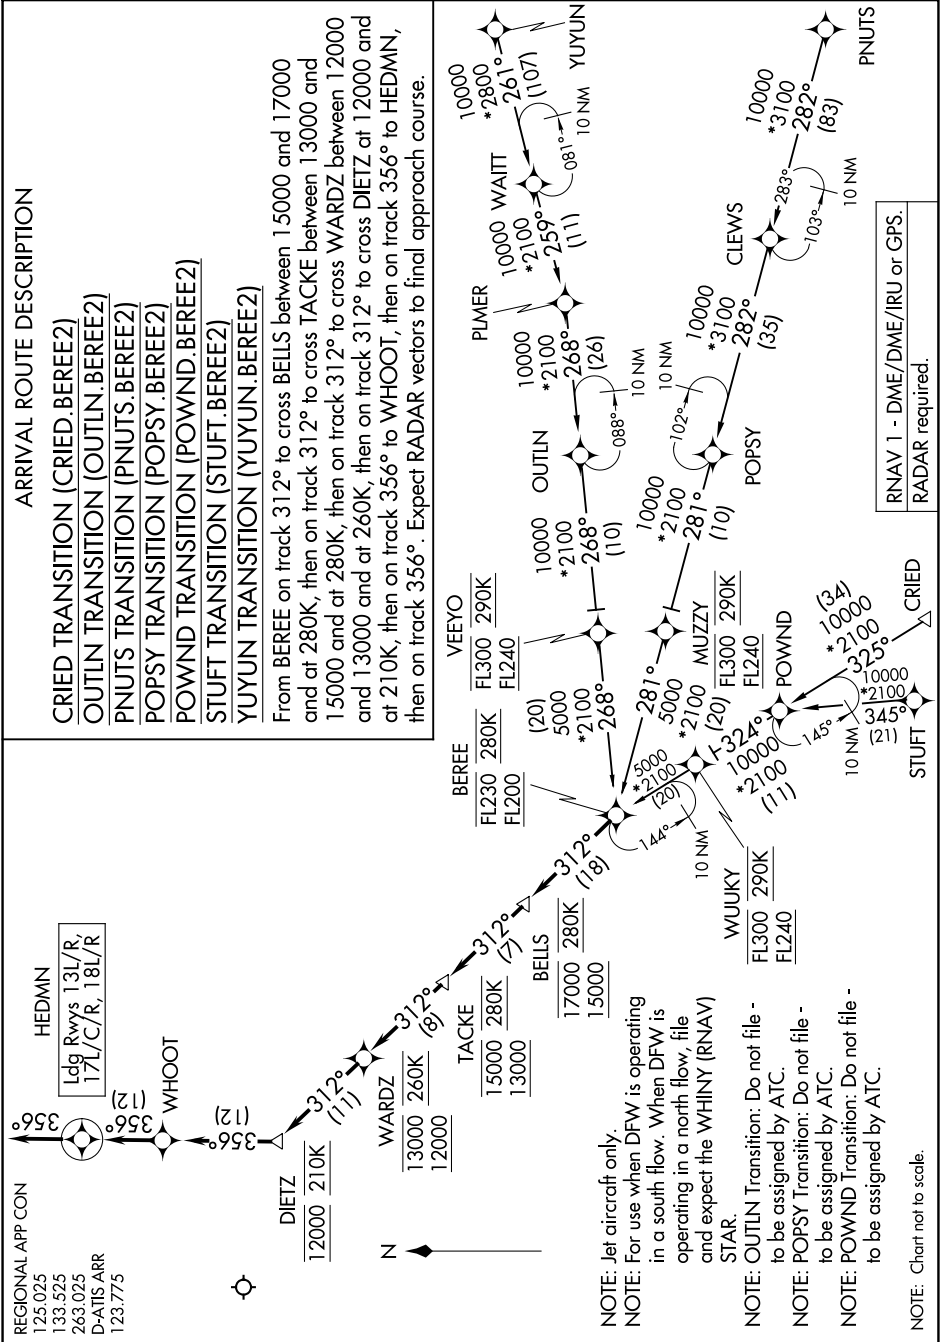 ARRIVAL ROUTE DESCRIPTION
CRIED TRANSITION (CRIED.BEREE2)
OUTLN TRANSITION (OUTLN.BEREE2)
PNUTS TRANSITION (PNUTS.BEREE2)
POPSY TRANSITION (POPSY.BEREE2)
POWND TRANSITION (POWND.BEREE2)
STUFT TRANSITION (STUFT.BEREE2)
YUYUN TRANSITION (YUYUN.BEREE2)
From BEREE on track 312° to cross BELLS between 15000 and 17000
and at 280K, then on track 312° to cross TACKE between 13000 and
15000 and at 280K, then on track 312° to cross WARDZ between 12000
and 13000 and at 260K, then on track 312° to cross DIETZ at 12000 and
at 210K, then on track 356° to WHOOT, then on track 356° to HEDMN,
then on track 356°. Expect RADAR vectors to final approach course.
REGIONAL APP CON
125.025
133.525
263.025
D-ATIS ARR
123.775
356°
HEDMN
Ldg Rwys 13L/R,
17L/C/R, 18L/R
356°
(12)
WHOOT
356°
(12)
DIETZ
12000 210K
312°
(11)
WARDZ
13000 260K
12000
312°
(8)
TACKE
15000 280K
13000
312°
(7)
BELLS
17000 280K
15000
312°
(18)
BEREE
FL230 280K
FL200
144°
10 NM
N
VEEYO
FL300 290K
FL240
(20)
5000
*2100
268°
10000
*2100
268°
(10)
OUTLN
088°
10 NM
10000
*2100
268°
(26)
PLMER
10000
*2100
259°
(11)
WAITT
081°
10 NM
10000
*2800
261°
(107)
YUYUN
MUZZY
FL300 290K
FL240
281°
5000
*2100
(20)
10000
*2100
281°
(10)
POPSY
102°
10 NM
10000
*3100
282°
(35)
CLEWS
283°
103°
10 NM
10000
*3100
282°
(83)
PNUTS
5000
*2100
(20)
WUUKY
FL300 290K
FL240
324°
10000
*2100
(11)
POWND
145°
10 NM
(34)
10000
*2100
325°
CRIED
10000
*2100
345°
(21)
STUFT
RNAV 1 - DME/DME/IRU or GPS.
RADAR required.
NOTE: Jet aircraft only.
NOTE: For use when DFW is operating
in a south flow. When DFW is
operating in a north flow, file
and expect the WHINY (RNAV)
STAR.
NOTE: OUTLN Transition: Do not file -
to be assigned by ATC.
NOTE: POPSY Transition: Do not file -
to be assigned by ATC.
NOTE: POWND Transition: Do not file -
to be assigned by ATC.
NOTE: Chart not to scale.